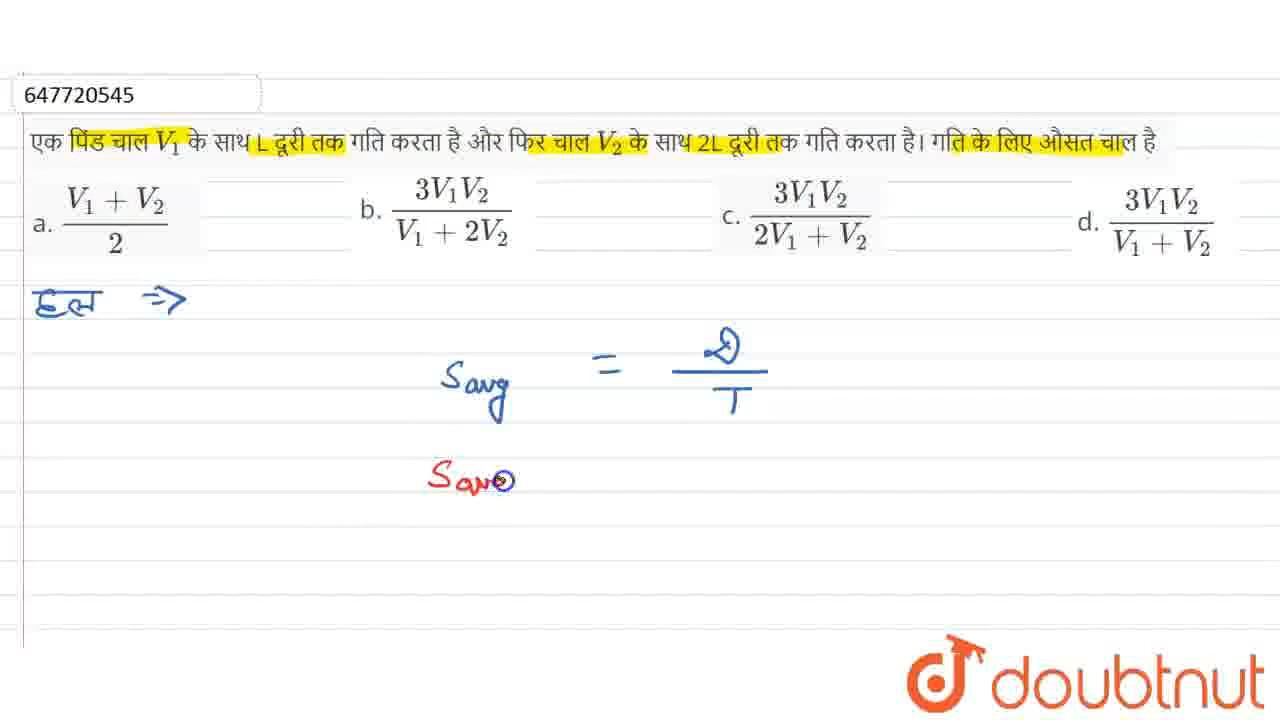 647720545
एक पिंड चाल V₁ के साथ L दूरी तक गति करता है और फिर चाल V₂ के साथ 2L दूरी तक गति करता है। गति के लिए औसत चाल है
a. (V₁ + V₂)/2 b. 3V₁V₂/(V₁ + 2V₂) c. 3V₁V₂/(2V₁ + V₂) d. 3V₁V₂/(V₁ + V₂)
हल ⇒
Savg = D/T
doubtnut